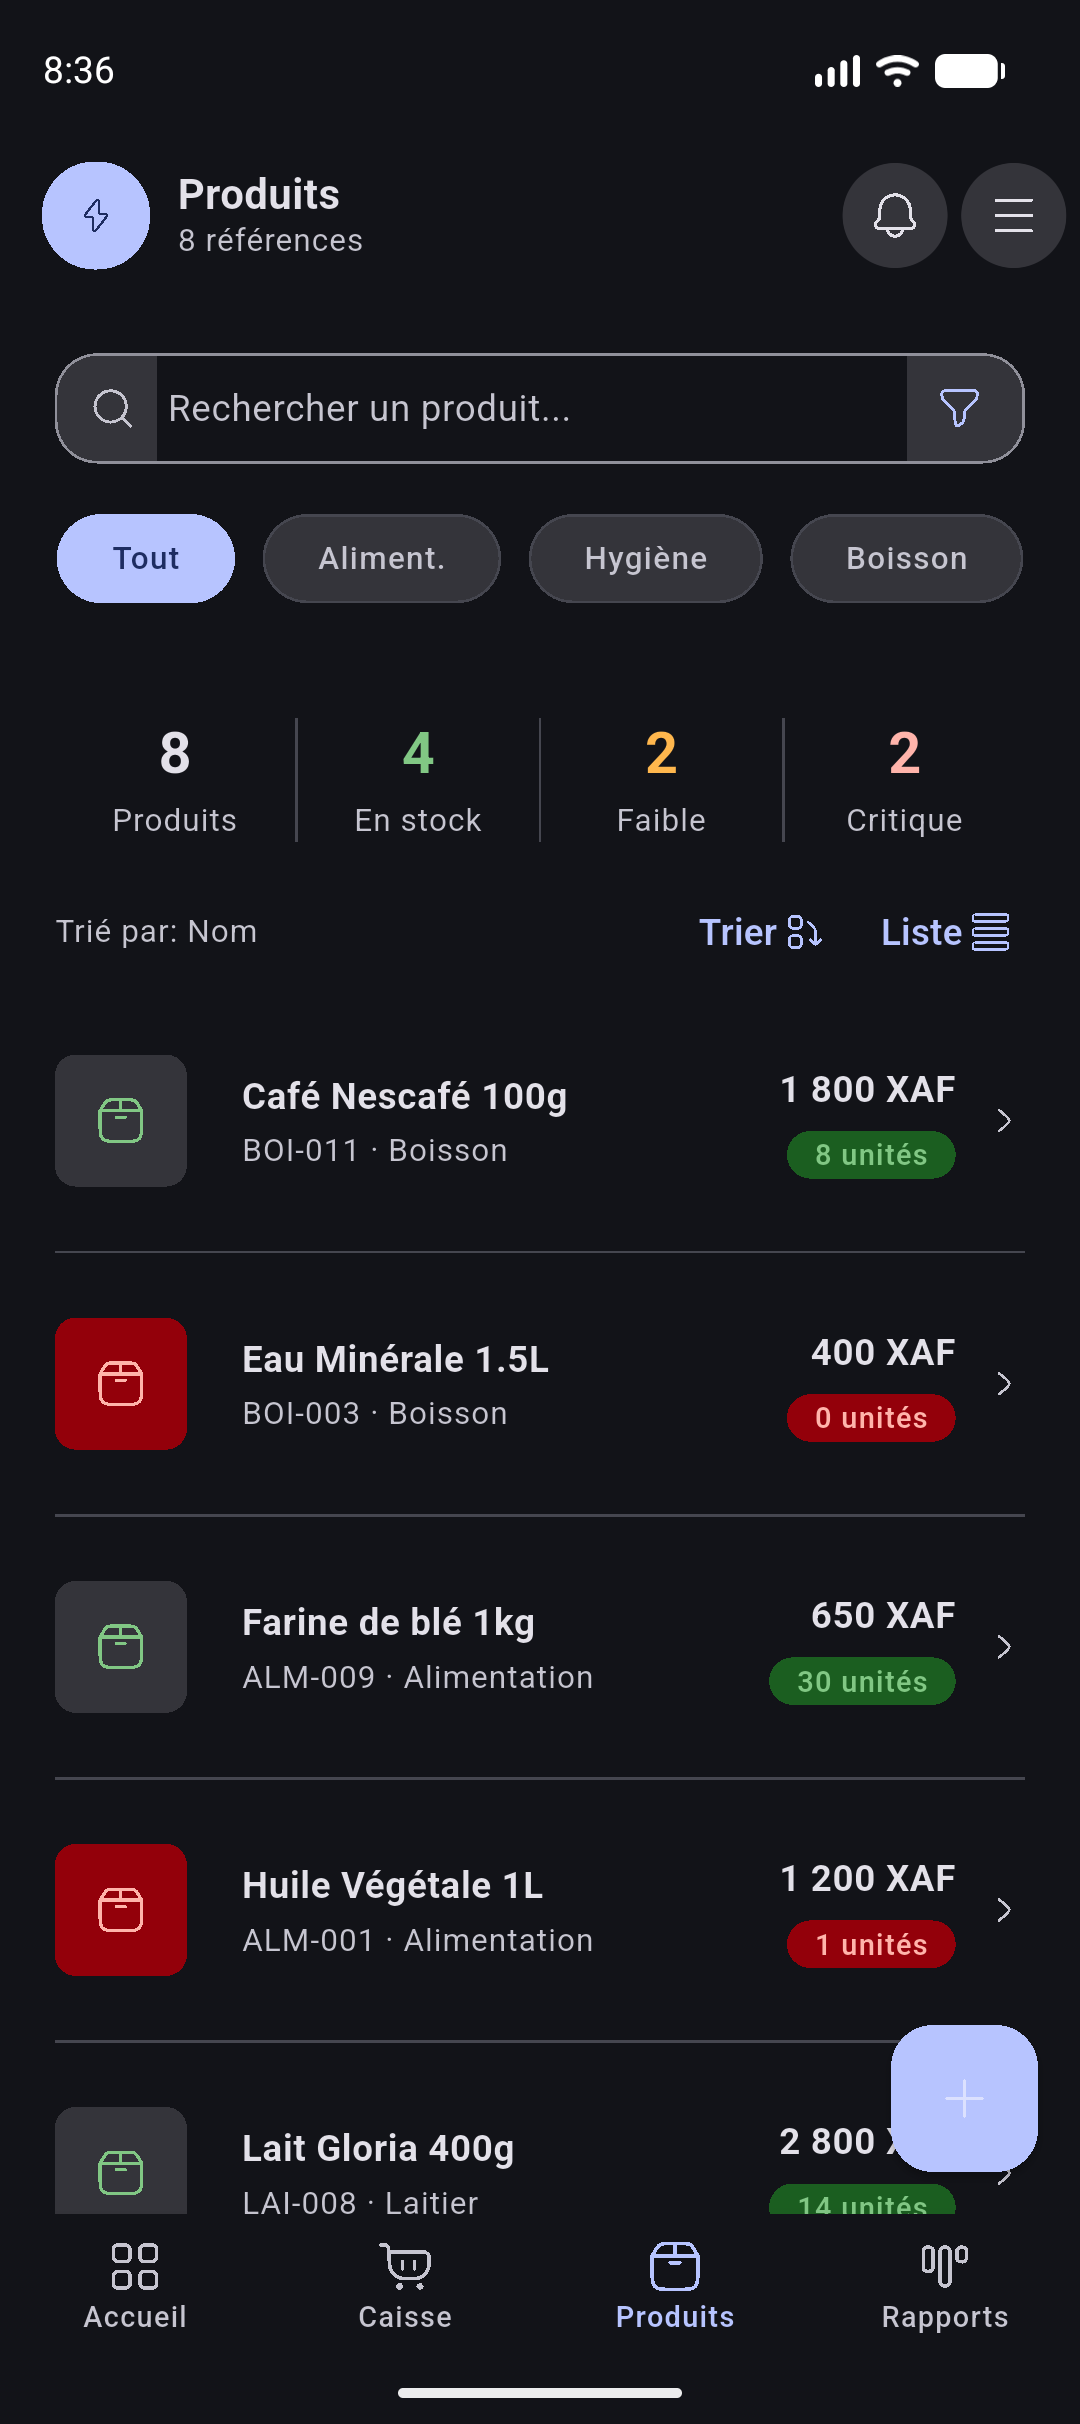 8:36
Produits
8 références
Rechercher un produit...
Tout
Aliment.
Hygiène
Boisson
8
Produits
4
En stock
2
Faible
2
Critique
Trié par: Nom
Trier
Liste
Café Nescafé 100g
BOI-011 · Boisson
1 800 XAF
8 unités
Eau Minérale 1.5L
BOI-003 · Boisson
400 XAF
0 unités
Farine de blé 1kg
ALM-009 · Alimentation
650 XAF
30 unités
Huile Végétale 1L
ALM-001 · Alimentation
1 200 XAF
1 unités
Lait Gloria 400g
LAI-008 · Laitier
2 800
14 unités
Accueil
Caisse
Produits
Rapports